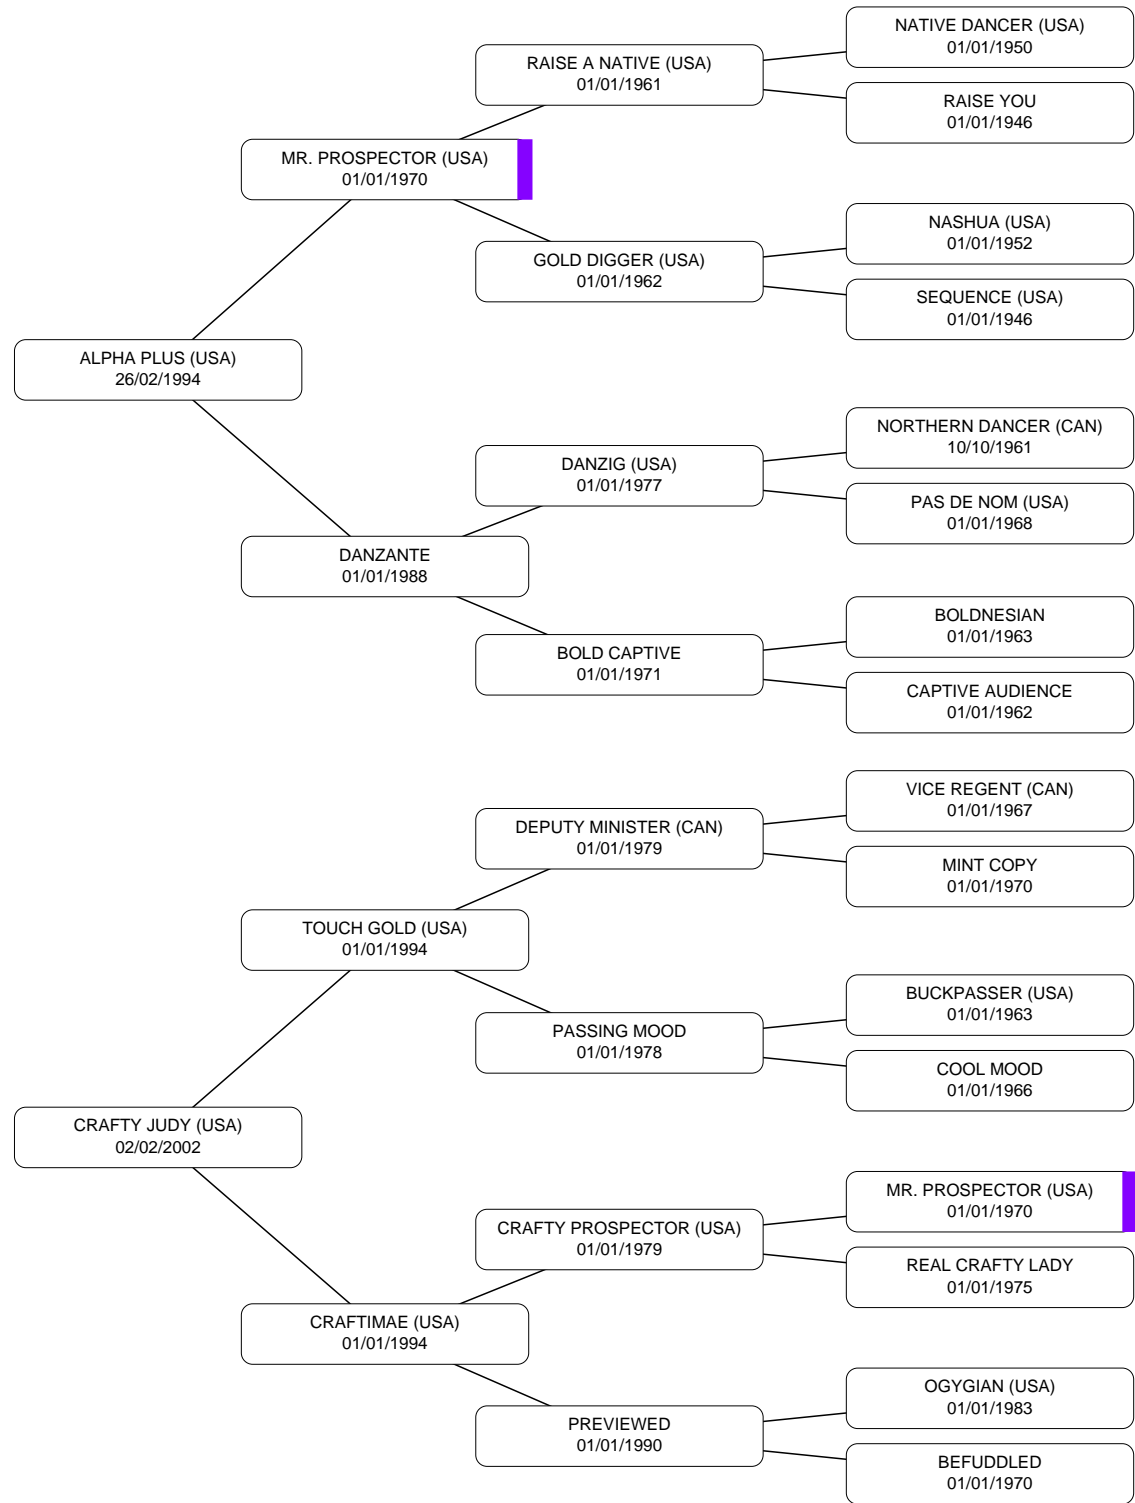 NATIVE DANCER (USA)
01/01/1950
RAISE A NATIVE (USA)
01/01/1961
RAISE YOU
01/01/1946
MR. PROSPECTOR (USA)
01/01/1970
NASHUA (USA)
01/01/1952
GOLD DIGGER (USA)
01/01/1962
SEQUENCE (USA)
01/01/1946
ALPHA PLUS (USA)
26/02/1994
NORTHERN DANCER (CAN)
10/10/1961
DANZIG (USA)
01/01/1977
PAS DE NOM (USA)
01/01/1968
DANZANTE
01/01/1988
BOLDNESIAN
01/01/1963
BOLD CAPTIVE
01/01/1971
CAPTIVE AUDIENCE
01/01/1962
VICE REGENT (CAN)
01/01/1967
DEPUTY MINISTER (CAN)
01/01/1979
MINT COPY
01/01/1970
TOUCH GOLD (USA)
01/01/1994
BUCKPASSER (USA)
01/01/1963
PASSING MOOD
01/01/1978
COOL MOOD
01/01/1966
CRAFTY JUDY (USA)
02/02/2002
MR. PROSPECTOR (USA)
01/01/1970
CRAFTY PROSPECTOR (USA)
01/01/1979
REAL CRAFTY LADY
01/01/1975
CRAFTIMAE (USA)
01/01/1994
OGYGIAN (USA)
01/01/1983
PREVIEWED
01/01/1990
BEFUDDLED
01/01/1970